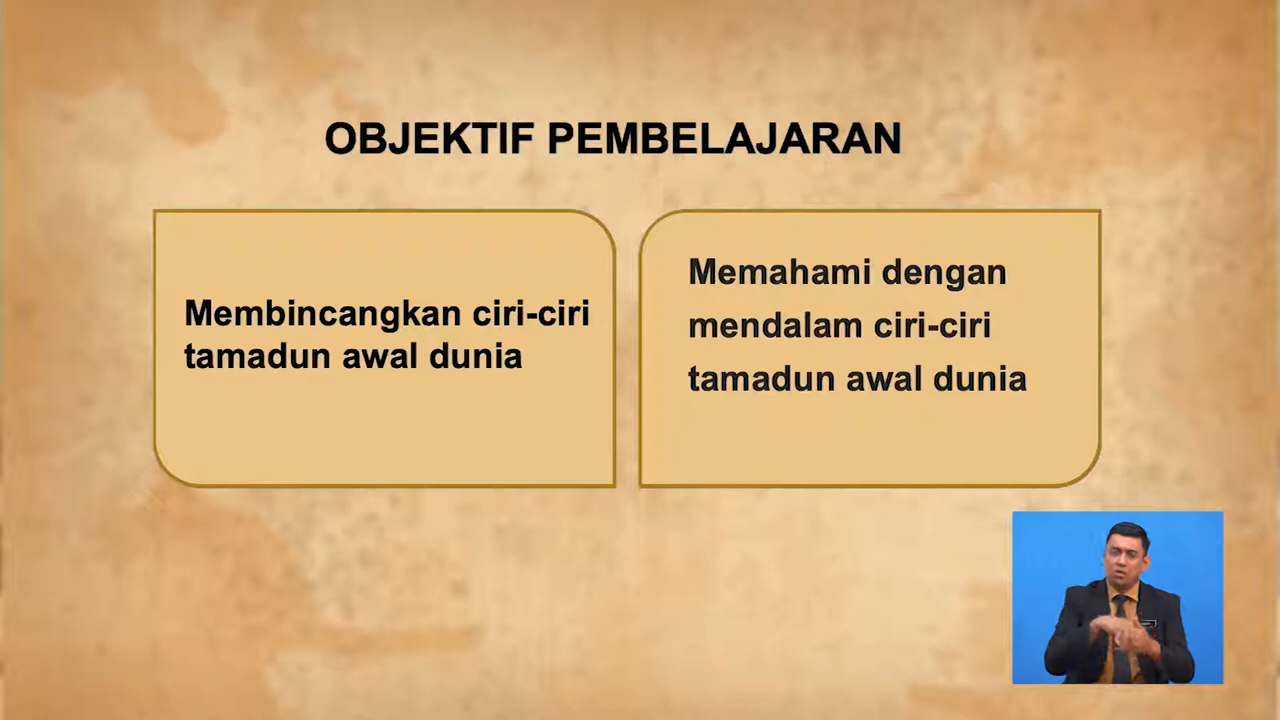 OBJEKTIF PEMBELAJARAN
Membincangkan ciri-ciri
tamadun awal dunia
Memahami dengan
mendalam ciri-ciri
tamadun awal dunia